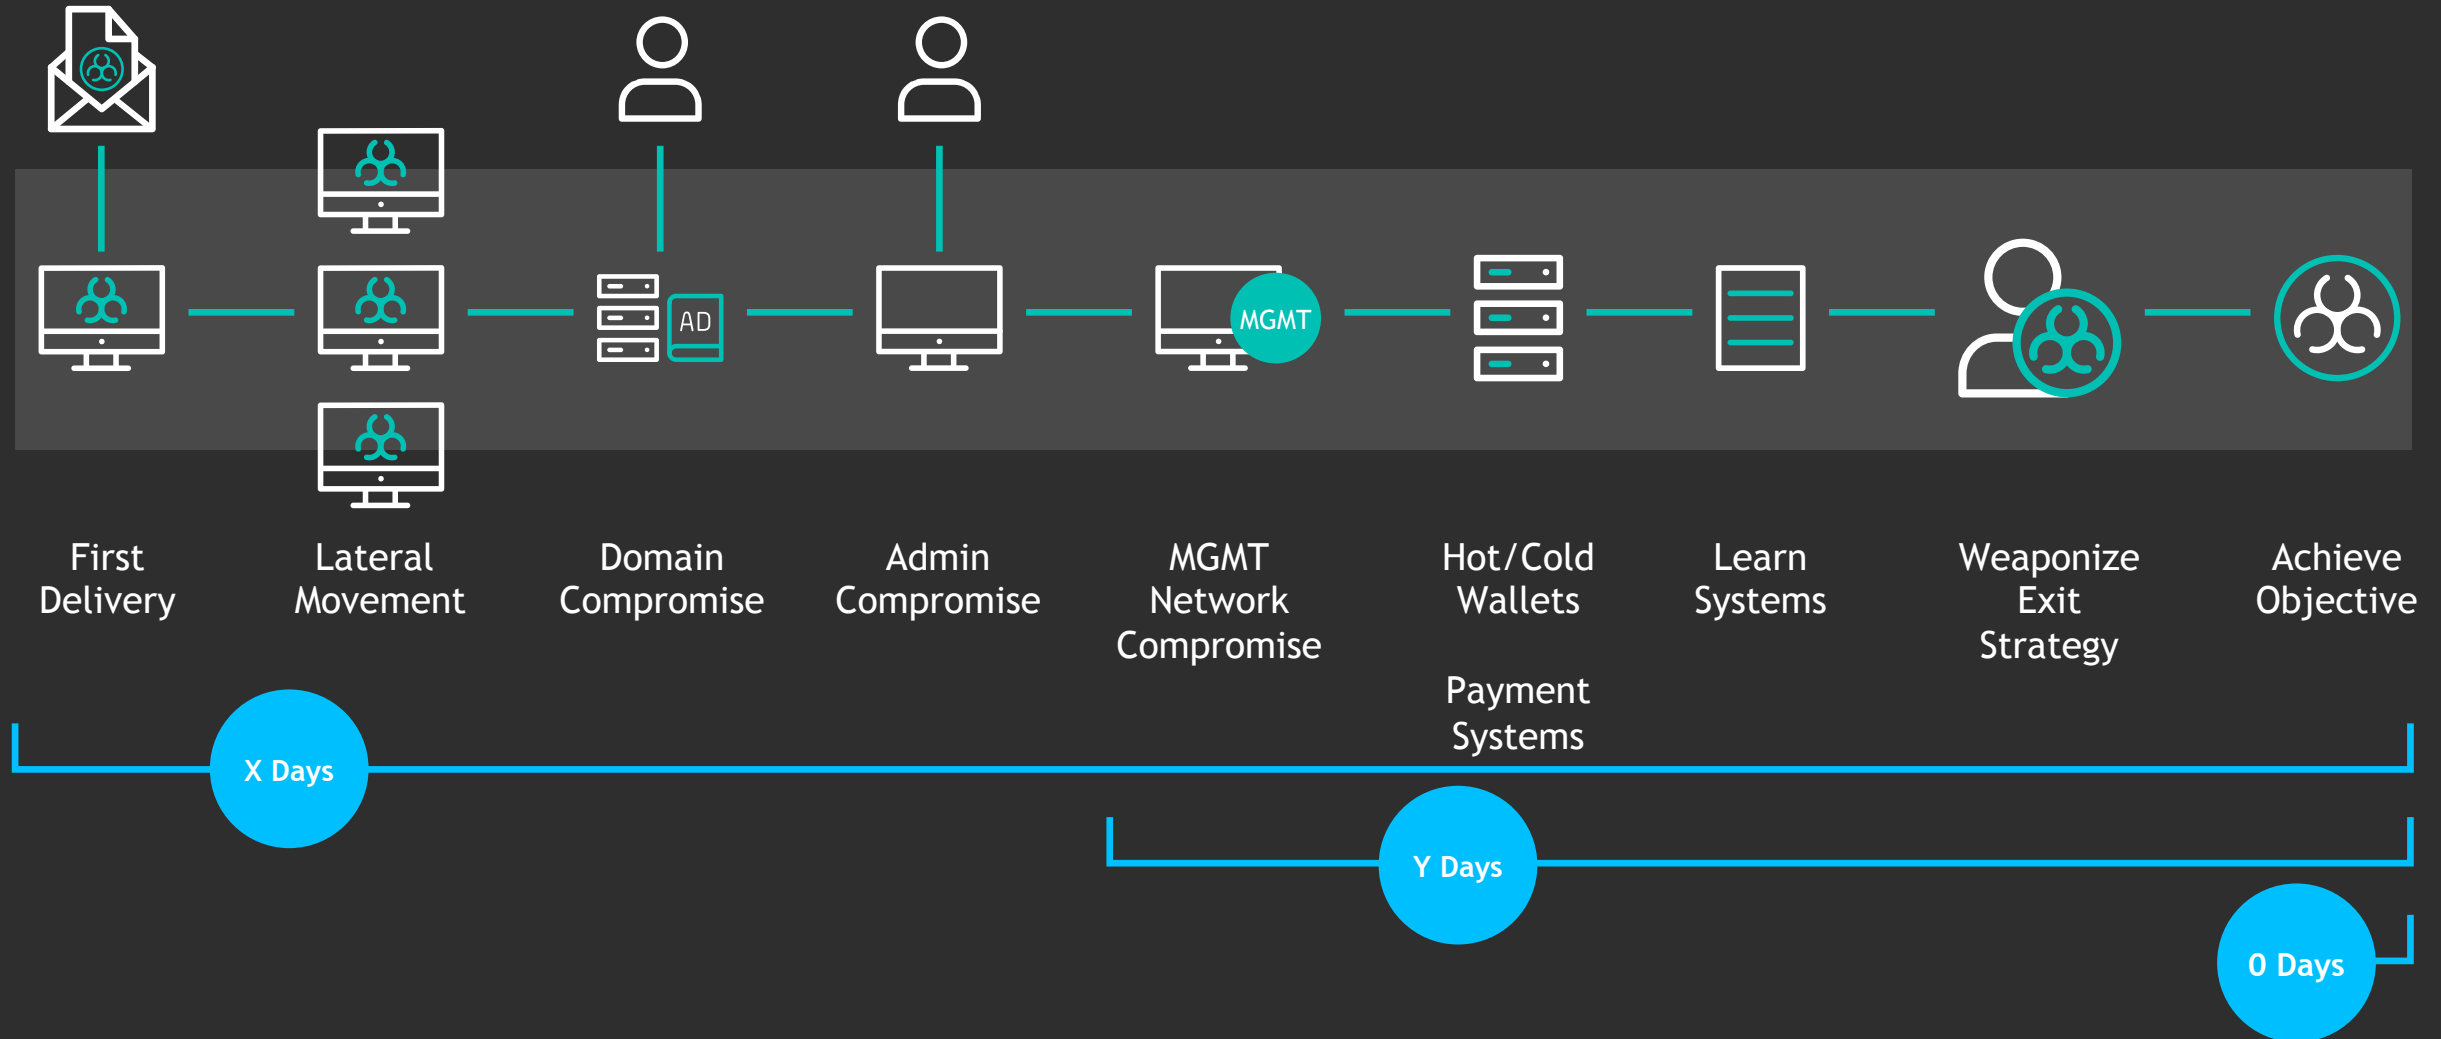 AD
MGMT
First
Delivery
Lateral
Movement
Domain
Compromise
Admin
Compromise
MGMT
Network
Compromise
Hot/Cold
Wallets
Payment
Systems
Learn
Systems
Weaponize
Exit
Strategy
Achieve
Objective
X Days
Y Days
0 Days